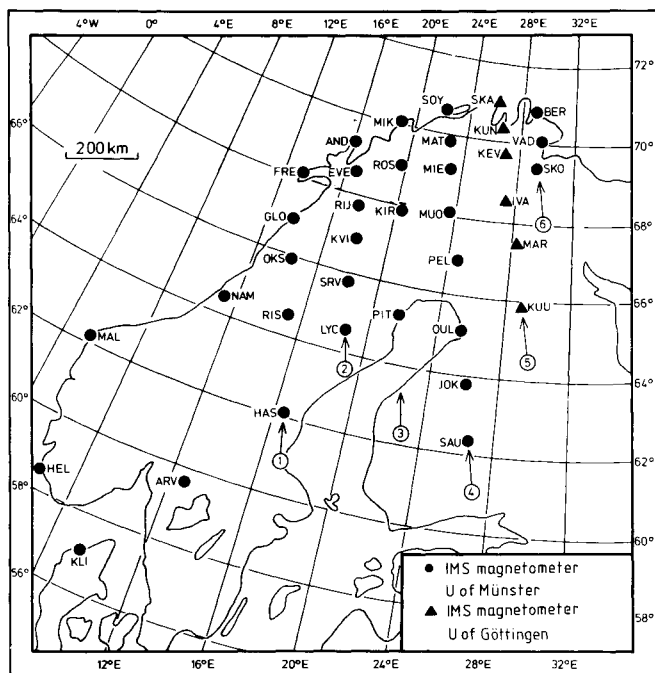 4°W 0° 4°E 8°E 12°E 16°E 20°E 24°E 28°E 32°E
72°N
SOY SKA BER
MIK
66°N AND KUN VAD 70°N
MAT
200km KEV
FRE EVE ROS MIE SKO
RIJ IVA
64°N GLO KIR MUO 6 68°N
KVI MAR
OKS PEL
62°N SRV
NAM KUU 66°N
RIS PIT
MAL LYC OUL
2 5
60°N JOK 64°N
HAS 3
SAU
1 62°N
HEL
58°N ARV 4
60°N
KLI
56°N
IMS magnetometer
U of Münster
IMS magnetometer
U of Göttingen
12°E 16°E 20°E 24°E 28°E 32°E